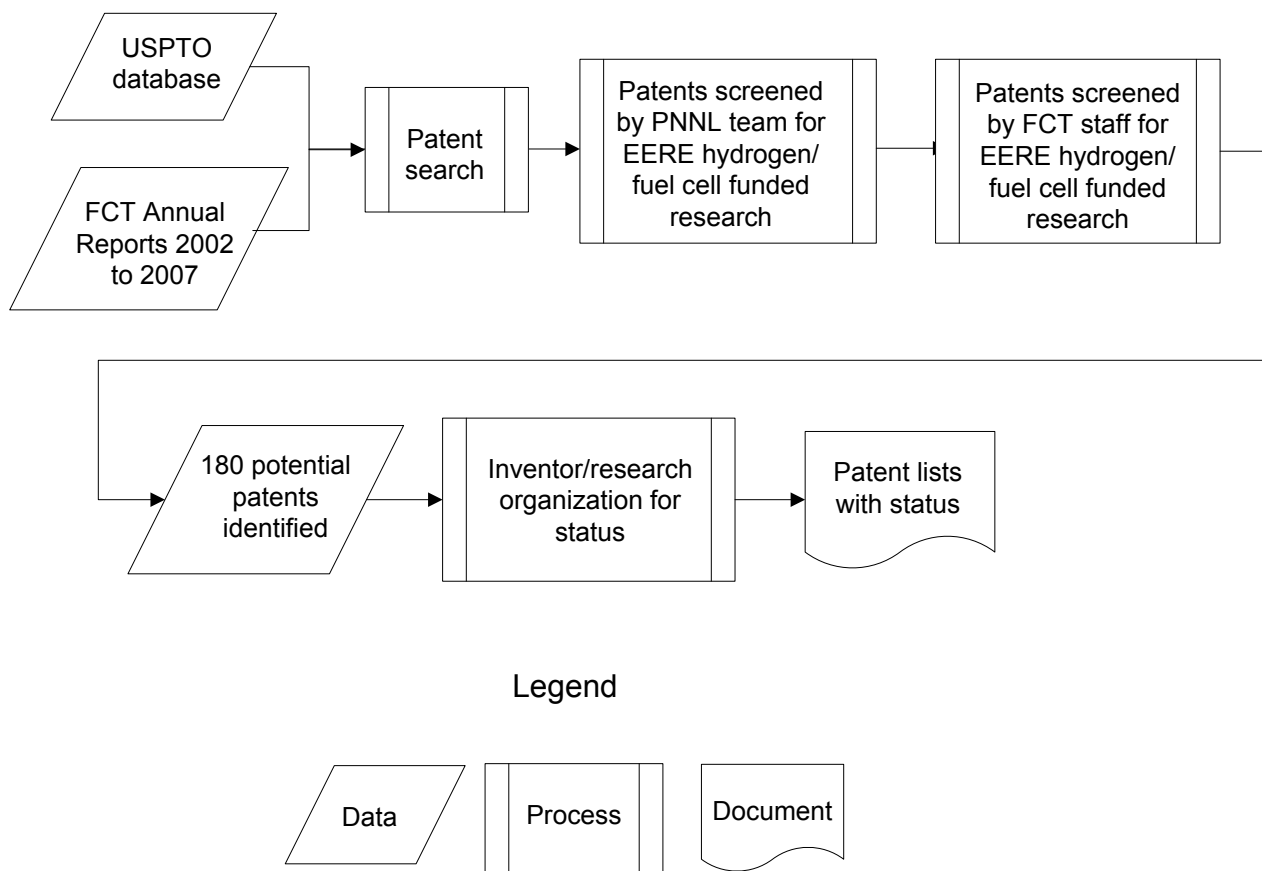 USPTO
database
FCT Annual
Reports 2002
to 2007
Patent
search
Patents screened
by PNNL team for
EERE hydrogen/
fuel cell funded
research
Patents screened
by FCT staff for
EERE hydrogen/
fuel cell funded
research
180 potential
patents
identified
Inventor/research
organization for
status
Patent lists
with status
Legend
Data
Process
Document